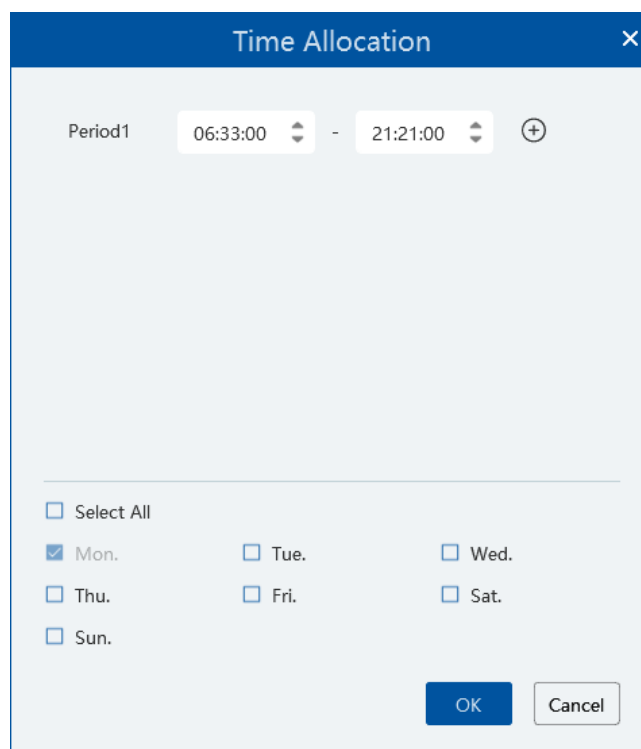 Time Allocation
Period1 06:33:00 - 21:21:00
Select All
Mon. Tue. Wed.
Thu. Fri. Sat.
Sun.
OK Cancel